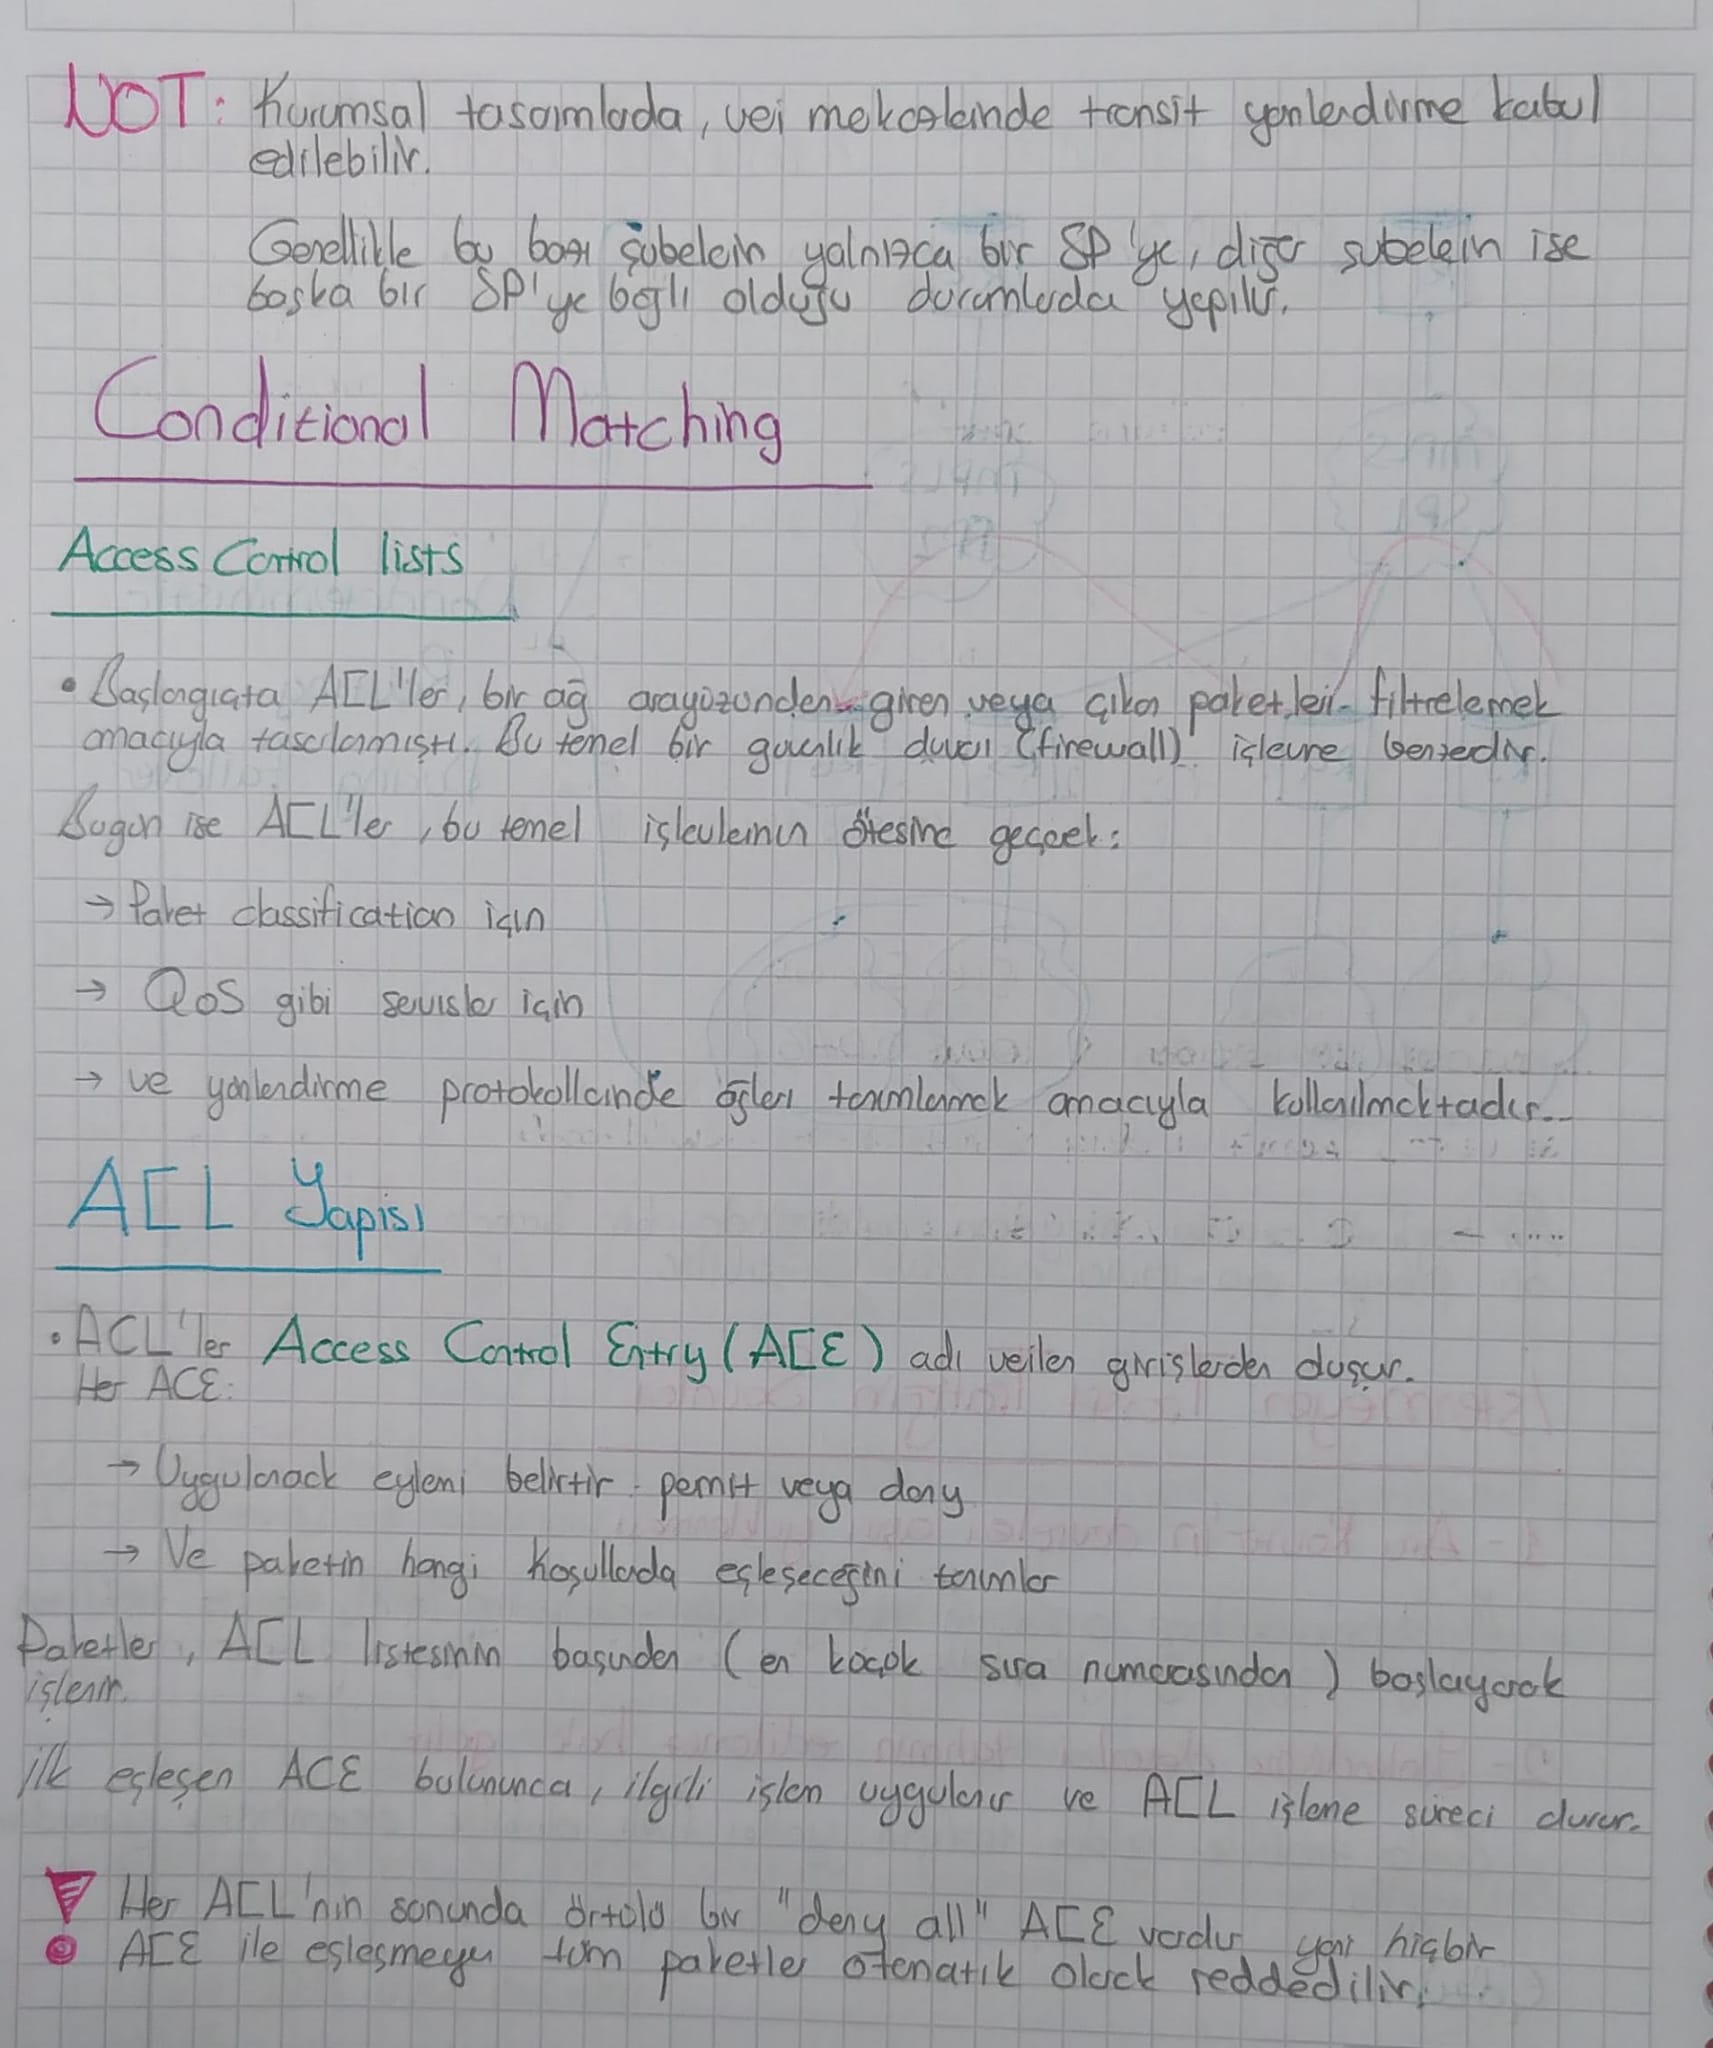 NOT: Kurumsal tasarımlarda, veri merkezlerinde transit yönlendirme kabul
edilebilir.
Genellikle bu bazı şubelerin yalnızca bir SP'ye, diğer şubelerin ise
başka bir SP'ye bağlı olduğu durumlarda yapılır.
Conditional Matching
Access Control lists
• Başlangıçta ACL'ler, bir ağ arayüzünden giren veya çıkan paketleri filtrelemek
amacıyla tasarlanmıştı. Bu temel bir güvenlik duvarı (firewall) işlevine benzerdir.
Bugün ise ACL'ler, bu temel işlevlerinin ötesine geçerek:
→ Paket classification için
→ QoS gibi servisler için
→ ve yönlendirme protokollerinde ağları tanımlamak amacıyla kullanılmaktadır.
ACL Yapısı
• ACL'ler Access Control Entry (ACE) adı verilen girişlerden oluşur.
Her ACE:
→ Uygulanacak eylemi belirtir: permit veya deny
→ Ve paketin hangi koşullarda eşleşeceğini tanımlar
Paketler, ACL listesinin başından (en küçük sıra numarasından) başlayarak
işlenir.
ilk eşleşen ACE bulununca, ilgili işlem uygulanır ve ACL işleme süreci durur.
! Her ACL'nin sonunda örtülü bir "deny all" ACE vardır yani hiçbir
ACE ile eşleşmeyen tüm paketler otomatik olarak reddedilir.